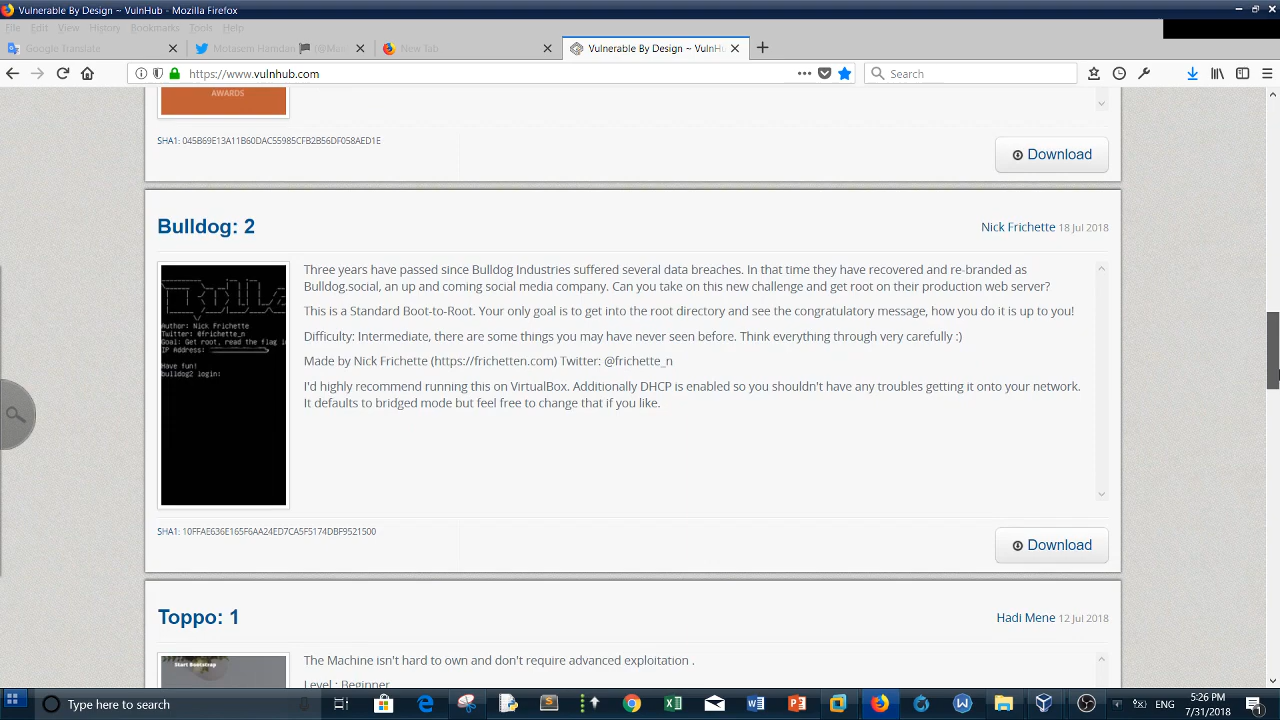 Vulnerable By Design ~ VulnHub - Mozilla Firefox
File Edit View History Bookmarks Tools Help
Google Translate
Motasem Hamdan
New Tab
Vulnerable By Design ~ VulnH
https://www.vulnhub.com
Search
AWARDS
SHA1: 045B69E13A11B60DAC55985CFB2B56DF058AED1E
Download
Bulldog: 2
Nick Frichette 18 Jul 2018
Three years have passed since Bulldog Industries suffered several data breaches. In that time they have recovered and re-branded as
Bulldog.social, an up and coming social media company. Can you take on this new challenge and get root on their production web server?
This is a Standard Boot-to-Root. Your only goal is to get into the root directory and see the congratulatory message, how you do it is up to you!
Difficulty: Intermediate, there are some things you may have never seen before. Think everything through very carefully :)
Made by Nick Frichette (https://frichetten.com) Twitter: @frichette_n
I'd highly recommend running this on VirtualBox. Additionally DHCP is enabled so you shouldn't have any troubles getting it onto your network.
It defaults to bridged mode but feel free to change that if you like.
Author: Nick Frichette
Twitter: @frichette_n
Goal: Get root, read the flag i
IP Address:
Have fun!
bulldog2 login:
SHA1: 10FFAE636E165F6AA24ED7CA5F5174DBF9521500
Download
Toppo: 1
Hadi Mene 12 Jul 2018
Start Bootstrap
The Machine isn't hard to own and don't require advanced exploitation .
Level : Beginner
Type here to search
5:26 PM
7/31/2018